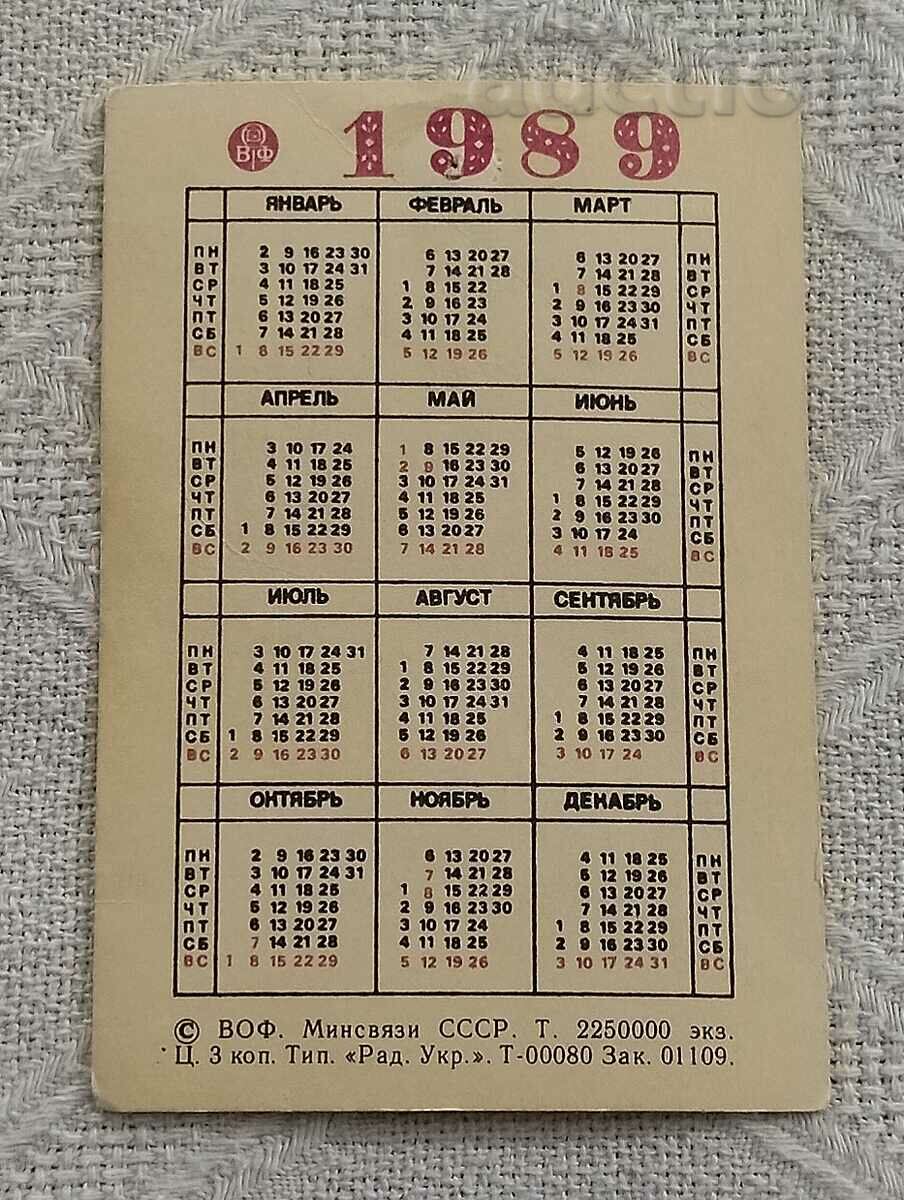 auctio
ВОФ 1989
ЯНВАРЬ ФЕВРАЛЬ МАРТ
ПН 2 9 16 23 30 6 13 20 27 6 13 20 27 ПН
ВТ 3 10 17 24 31 7 14 21 28 7 14 21 28 ВТ
СР 4 11 18 25 1 8 15 22 1 8 15 22 29 СР
ЧТ 5 12 19 26 2 9 16 23 2 9 16 23 30 ЧТ
ПТ 6 13 20 27 3 10 17 24 3 10 17 24 31 ПТ
СБ 7 14 21 28 4 11 18 25 4 11 18 25 СБ
ВС 1 8 15 22 29 5 12 19 26 5 12 19 26 ВС
АПРЕЛЬ МАЙ ИЮНЬ
ПН 3 10 17 24 1 8 15 22 29 5 12 19 26 ПН
ВТ 4 11 18 25 2 9 16 23 30 6 13 20 27 ВТ
СР 5 12 19 26 3 10 17 24 31 7 14 21 28 СР
ЧТ 6 13 20 27 4 11 18 25 1 8 15 22 29 ЧТ
ПТ 7 14 21 28 5 12 19 26 2 9 16 23 30 ПТ
СБ 1 8 15 22 29 6 13 20 27 3 10 17 24 СБ
ВС 2 9 16 23 30 7 14 21 28 4 11 18 25 ВС
ИЮЛЬ АВГУСТ СЕНТЯБРЬ
ПН 3 10 17 24 31 7 14 21 28 4 11 18 25 ПН
ВТ 4 11 18 25 1 8 15 22 29 5 12 19 26 ВТ
СР 5 12 19 26 2 9 16 23 30 6 13 20 27 СР
ЧТ 6 13 20 27 3 10 17 24 31 7 14 21 28 ЧТ
ПТ 7 14 21 28 4 11 18 25 1 8 15 22 29 ПТ
СБ 1 8 15 22 29 5 12 19 26 2 9 16 23 30 СБ
ВС 2 9 16 23 30 6 13 20 27 3 10 17 24 ВС
ОКТЯБРЬ НОЯБРЬ ДЕКАБРЬ
ПН 2 9 16 23 30 6 13 20 27 4 11 18 25 ПН
ВТ 3 10 17 24 31 7 14 21 28 5 12 19 26 ВТ
СР 4 11 18 25 1 8 15 22 29 6 13 20 27 СР
ЧТ 5 12 19 26 2 9 16 23 30 7 14 21 28 ЧТ
ПТ 6 13 20 27 3 10 17 24 1 8 15 22 29 ПТ
СБ 7 14 21 28 4 11 18 25 2 9 16 23 30 СБ
ВС 1 8 15 22 29 5 12 19 26 3 10 17 24 31 ВС
© ВОФ. Минсвязи СССР. Т. 2250000 экз.
Ц. 3 коп. Тип. «Рад. Укр.». Т-00080 Зак. 01109.